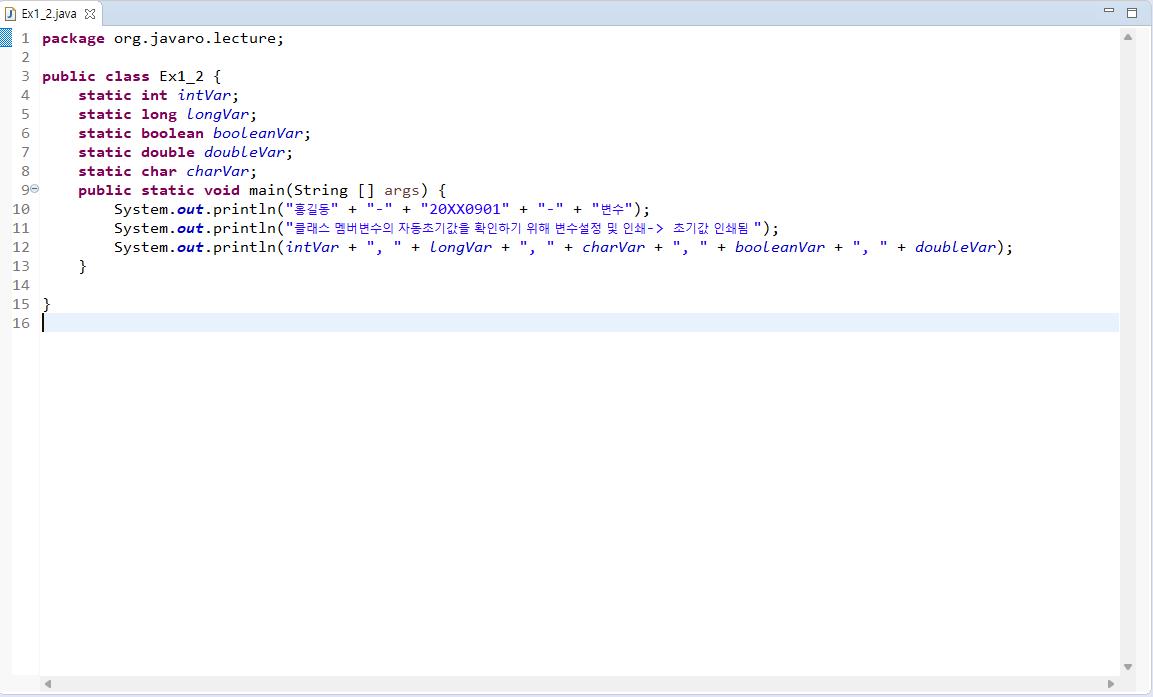 Ex1_2.java
1 package org.javaro.lecture;
2
3 public class Ex1_2 {
4     static int intVar;
5     static long longVar;
6     static boolean booleanVar;
7     static double doubleVar;
8     static char charVar;
9     public static void main(String [] args) {
10         System.out.println("홍길동" + "-" + "20XX0901" + "-" + "변수");
11         System.out.println("클래스 멤버변수의 자동초기값을 확인하기 위해 변수설정 및 인쇄-> 초기값 인쇄됨 ");
12         System.out.println(intVar + ", " + longVar + ", " + charVar + ", " + booleanVar + ", " + doubleVar);
13     }
14
15 }
16